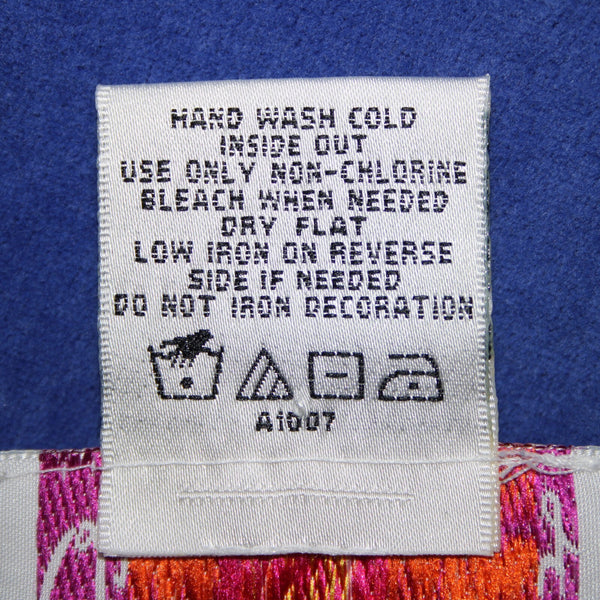 HAND WASH COLD
INSIDE OUT
USE ONLY NON-CHLORINE
BLEACH WHEN NEEDED
DRY FLAT
LOW IRON ON REVERSE
SIDE IF NEEDED
DO NOT IRON DECORATION
A1007